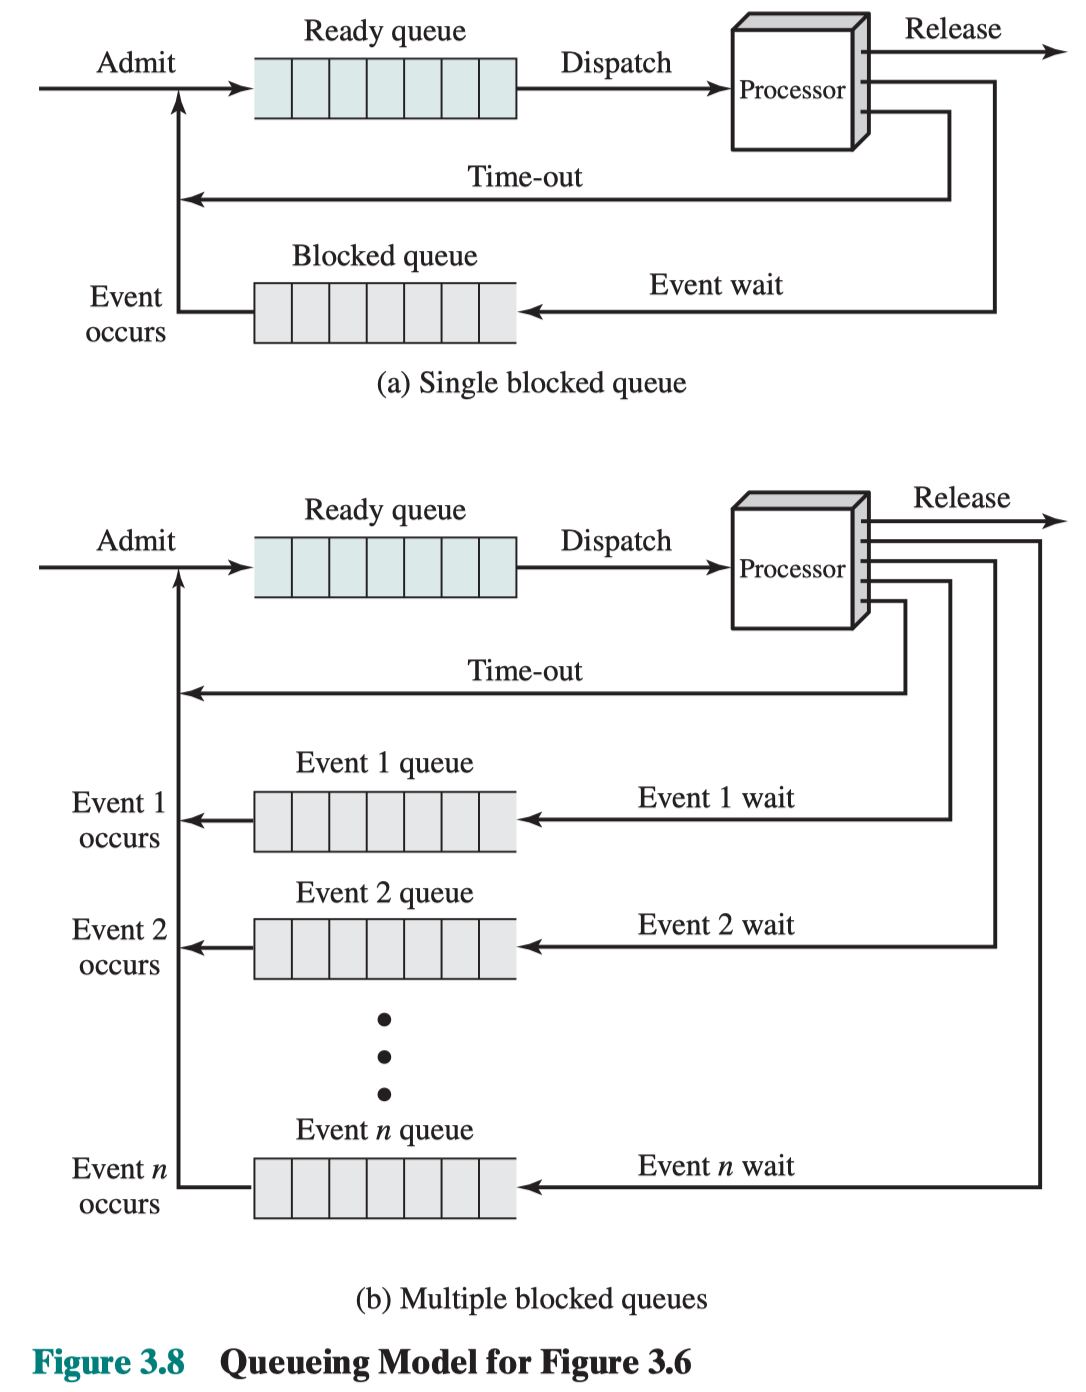 Ready queue
Release
Admit
Dispatch
Processor
Time-out
Blocked queue
Event wait
Event
occurs
(a) Single blocked queue
Ready queue
Release
Admit
Dispatch
Processor
Time-out
Event 1 queue
Event 1 wait
Event 1
occurs
Event 2 queue
Event 2 wait
Event 2
occurs
Event n queue
Event n wait
Event n
occurs
(b) Multiple blocked queues
Figure 3.8 Queueing Model for Figure 3.6